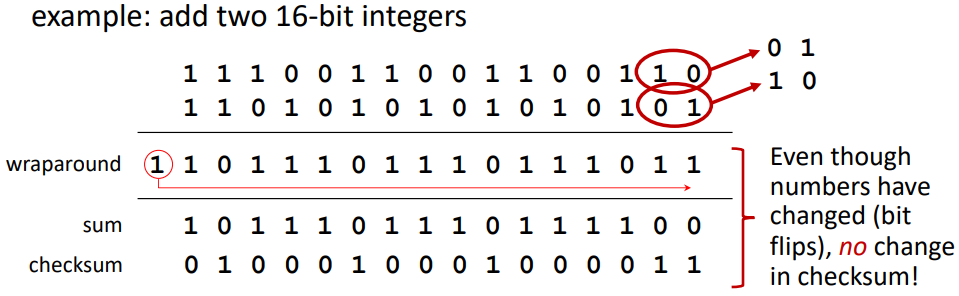 example: add two 16-bit integers
0 1
1 1 1 0 0 1 1 0 0 1 1 0 0 1 1 0
1 0
1 1 0 1 0 1 0 1 0 1 0 1 0 1 0 1
wraparound 1 1 0 1 1 1 0 1 1 1 0 1 1 1 0 1 1
sum 1 0 1 1 1 0 1 1 1 0 1 1 1 1 0 0
checksum 0 1 0 0 0 1 0 0 0 1 0 0 0 0 1 1
Even though
numbers have
changed (bit
flips), no change
in checksum!